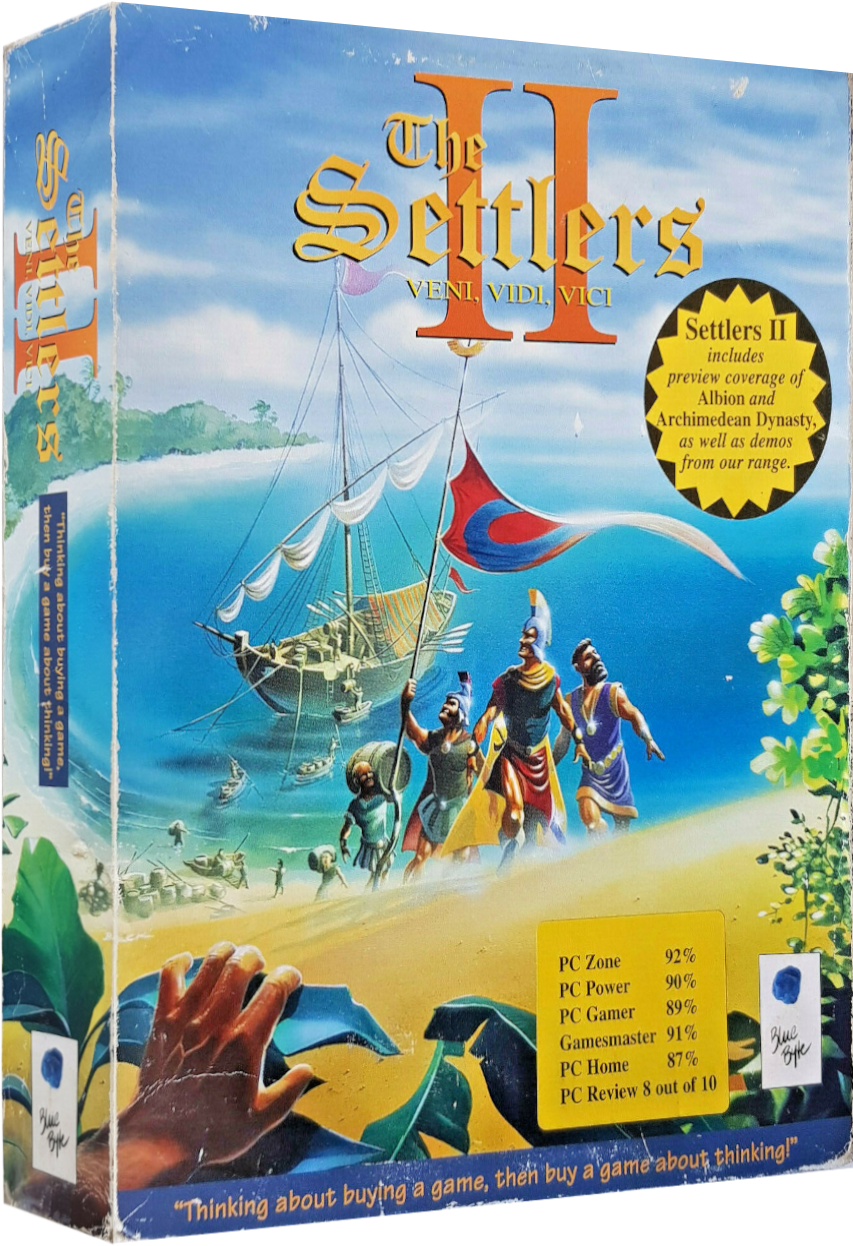 The
Settlers
II
VENI, VIDI, VICI
The
Settlers
II
VENI, VIDI, VICI
Settlers II
includes
preview coverage of
Albion and
Archimedean Dynasty,
as well as demos
from our range.
"Thinking about buying a game,
then buy a game about thinking!"
PC Zone 92%
PC Power 90%
PC Gamer 89%
Gamesmaster 91%
PC Home 87%
PC Review 8 out of 10
Blue
Byte
Blue
Byte
"Thinking about buying a game, then buy a game about thinking!"